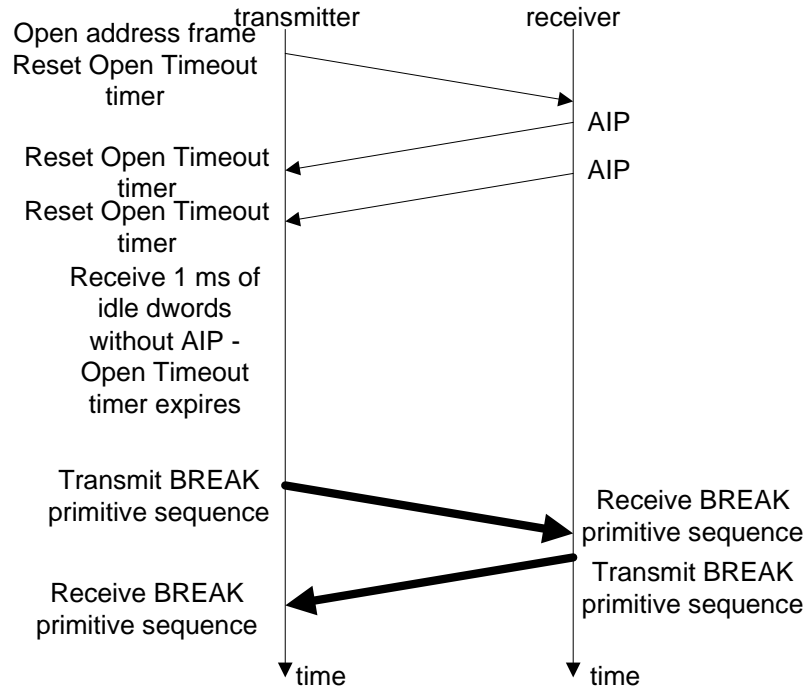 transmitter
receiver
Open address frame
Reset Open Timeout
timer
AIP
Reset Open Timeout
timer
AIP
Reset Open Timeout
timer
Receive 1 ms of
idle dwords
without AIP -
Open Timeout
timer expires
Transmit BREAK
primitive sequence
Receive BREAK
primitive sequence
Transmit BREAK
primitive sequence
Receive BREAK
primitive sequence
time
time